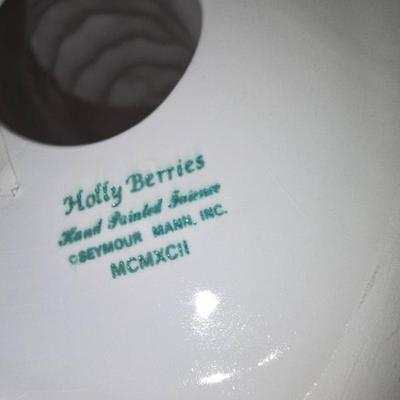 Holly Berries
Hand Painted Faience
©SEYMOUR MANN, INC.
MCMXCII